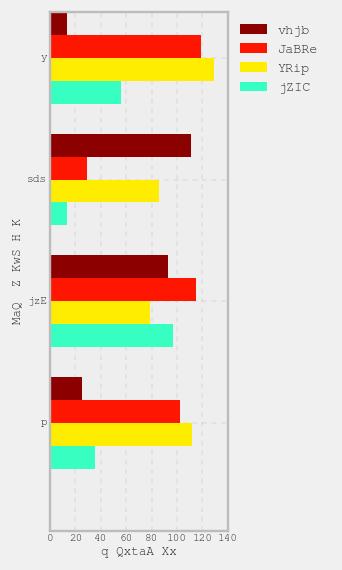 vhjb
JaBRe
YRip
jZIC
y
sds
jzE
p
MaQ  Z KwS H K
0 20 40 60 80 100 120 140
q QxtaA Xx